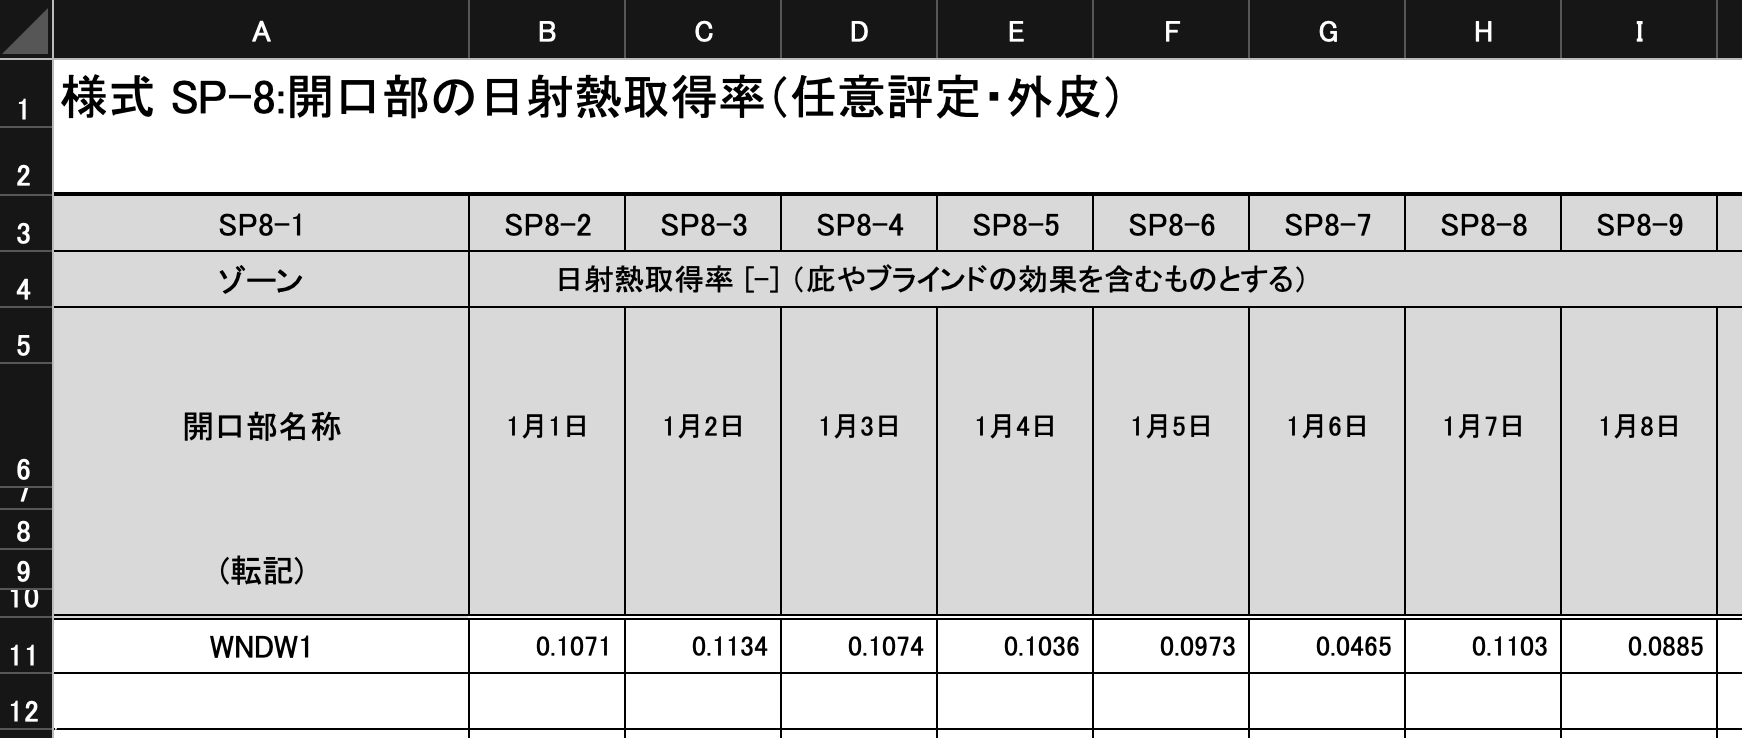 A B C D E F G H I
1 様式 SP-8:開口部の日射熱取得率(任意評定・外皮)
2
3 SP8-1 SP8-2 SP8-3 SP8-4 SP8-5 SP8-6 SP8-7 SP8-8 SP8-9
4 ゾーン 日射熱取得率 [-] (庇やブラインドの効果を含むものとする)
5
開口部名称 1月1日 1月2日 1月3日 1月4日 1月5日 1月6日 1月7日 1月8日
6
7
8
9 (転記)
10
11 WNDW1 0.1071 0.1134 0.1074 0.1036 0.0973 0.0465 0.1103 0.0885
12